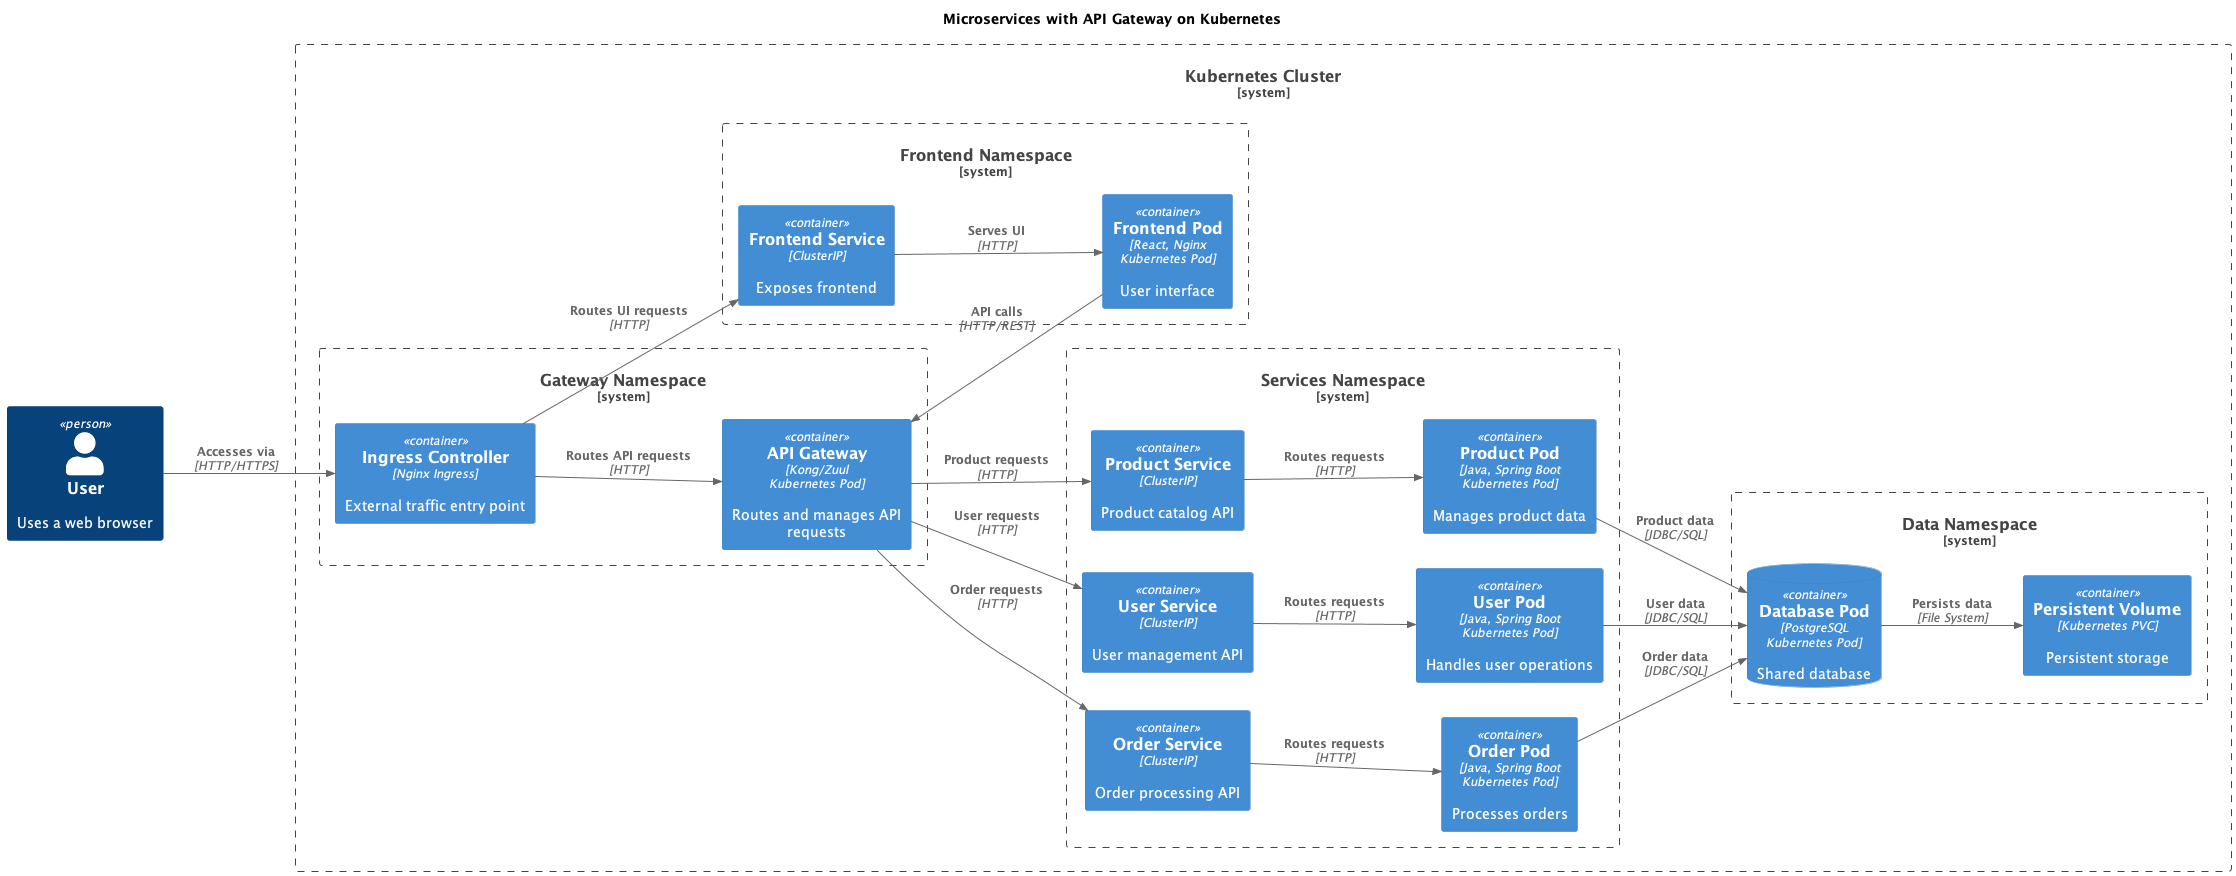 Microservices with API Gateway on Kubernetes
Kubernetes Cluster
[system]
Frontend Namespace
[system]
«container»
Frontend Service
[ClusterIP]
Exposes frontend
Serves UI
[HTTP]
«container»
Frontend Pod
[React, Nginx
Kubernetes Pod]
User interface
Routes UI requests
[HTTP]
API calls
[HTTP/REST]
Gateway Namespace
[system]
«person»
User
Uses a web browser
Accesses via
[HTTP/HTTPS]
«container»
Ingress Controller
[Nginx Ingress]
External traffic entry point
Routes API requests
[HTTP]
«container»
API Gateway
[Kong/Zuul
Kubernetes Pod]
Routes and manages API
requests
Product requests
[HTTP]
User requests
[HTTP]
Order requests
[HTTP]
Services Namespace
[system]
«container»
Product Service
[ClusterIP]
Product catalog API
Routes requests
[HTTP]
«container»
Product Pod
[Java, Spring Boot
Kubernetes Pod]
Manages product data
«container»
User Service
[ClusterIP]
User management API
Routes requests
[HTTP]
«container»
User Pod
[Java, Spring Boot
Kubernetes Pod]
Handles user operations
«container»
Order Service
[ClusterIP]
Order processing API
Routes requests
[HTTP]
«container»
Order Pod
[Java, Spring Boot
Kubernetes Pod]
Processes orders
Product data
[JDBC/SQL]
User data
[JDBC/SQL]
Order data
[JDBC/SQL]
Data Namespace
[system]
«container»
Database Pod
[PostgreSQL
Kubernetes Pod]
Shared database
Persists data
[File System]
«container»
Persistent Volume
[Kubernetes PVC]
Persistent storage